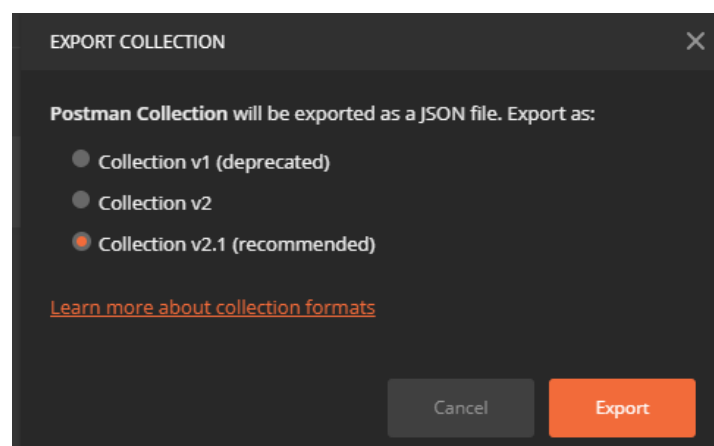 EXPORT COLLECTION
Postman Collection will be exported as a JSON file. Export as:
Collection v1 (deprecated)
Collection v2
Collection v2.1 (recommended)
Learn more about collection formats
Cancel
Export